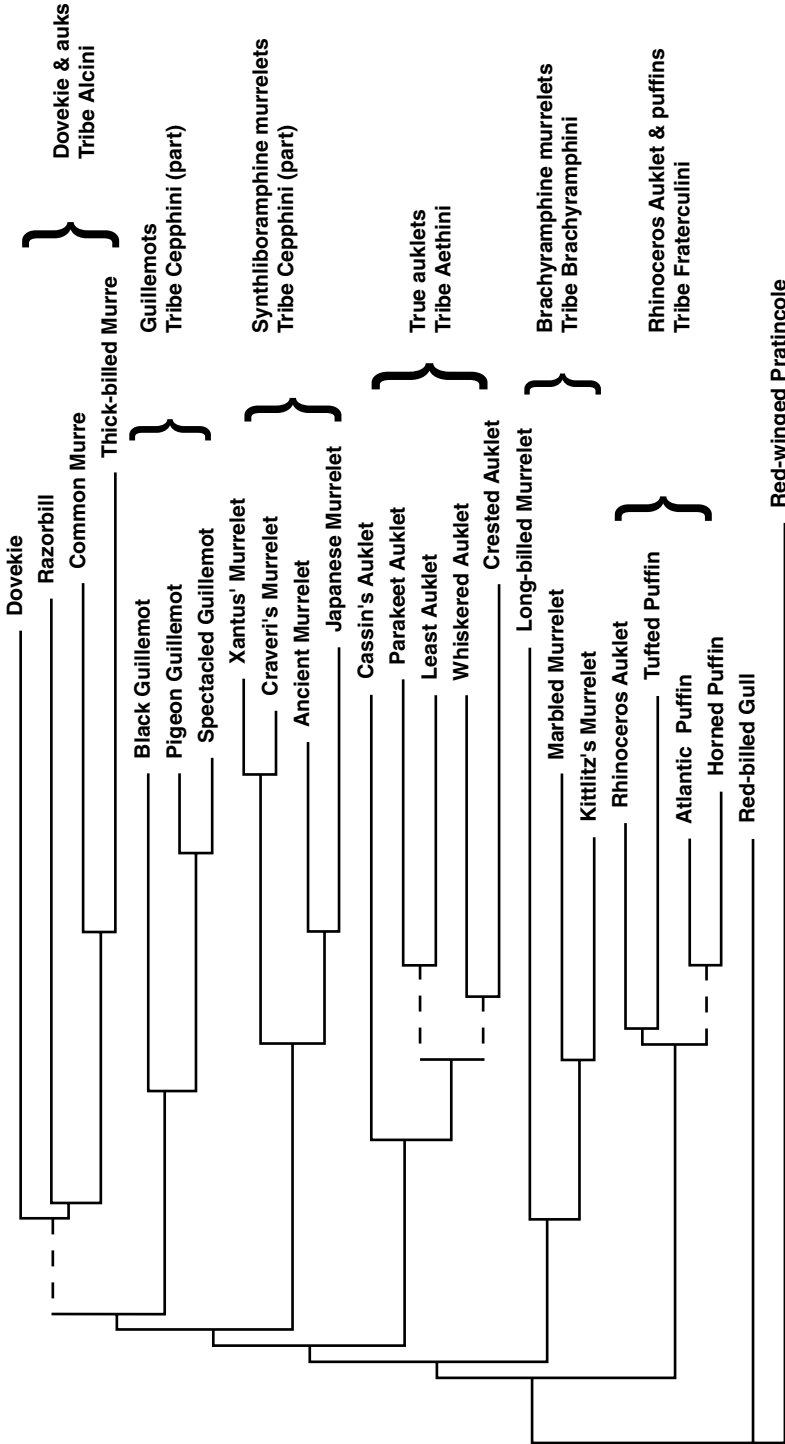 Dovekie
Razorbill
Common Murre
Thick-billed Murre
Dovekie & auks
Tribe Alcini
Black Guillemot
Pigeon Guillemot
Spectacled Guillemot
Guillemots
Tribe Cepphini (part)
Xantus' Murrelet
Craveri's Murrelet
Ancient Murrelet
Japanese Murrelet
Synthliboramphine murrelets
Tribe Cepphini (part)
Cassin's Auklet
Parakeet Auklet
Least Auklet
Whiskered Auklet
Crested Auklet
True auklets
Tribe Aethini
Long-billed Murrelet
Marbled Murrelet
Kittlitz's Murrelet
Brachyramphine murrelets
Tribe Brachyramphini
Rhinoceros Auklet
Tufted Puffin
Atlantic Puffin
Horned Puffin
Rhinoceros Auklet & puffins
Tribe Fraterculini
Red-billed Gull
Red-winged Pratincole